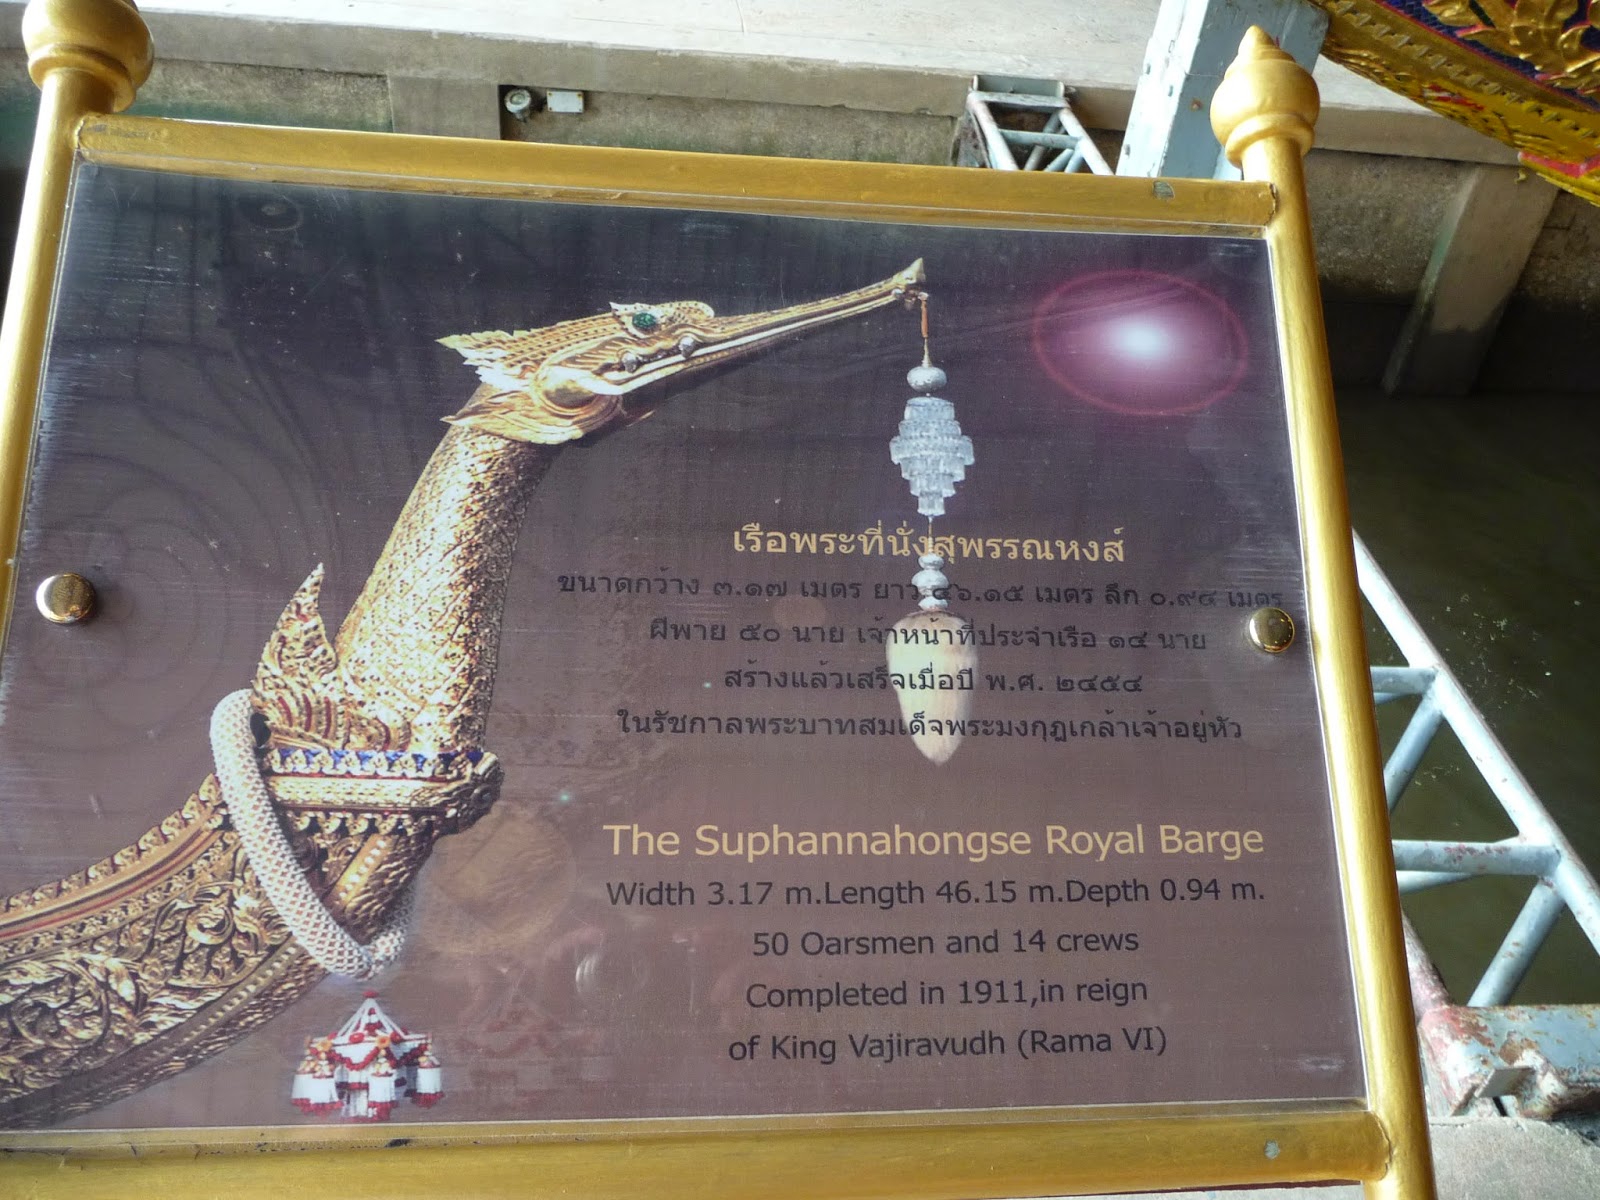 เรือพระที่นั่งสุพรรณหงส์
ขนาดกว้าง ๓.๑๗ เมตร ยาว ๔๖.๑๕ เมตร ลึก ๐.๙๔ เมตร
ฝีพาย ๕๐ นาย เจ้าหน้าที่ประจำเรือ ๑๔ นาย
สร้างแล้วเสร็จเมื่อปี พ.ศ. ๒๔๕๔
ในรัชกาลพระบาทสมเด็จพระมงกุฎเกล้าเจ้าอยู่หัว
The Suphannahongse Royal Barge
Width 3.17 m.Length 46.15 m.Depth 0.94 m.
50 Oarsmen and 14 crews
Completed in 1911,in reign
of King Vajiravudh (Rama VI)